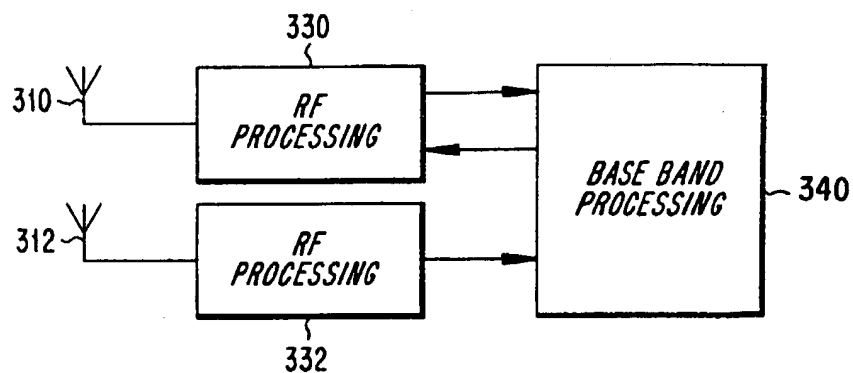 330
310
RF
PROCESSING
BASE BAND
PROCESSING
340
312
RF
PROCESSING
332